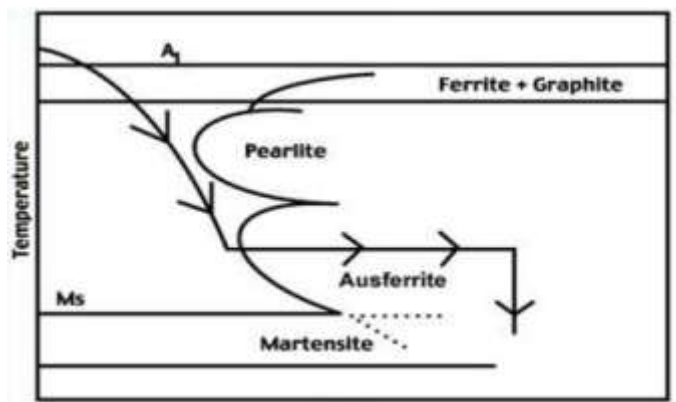 A1
Ferrite + Graphite
Pearlite
Temperature
Ausferrite
Ms
Martensite